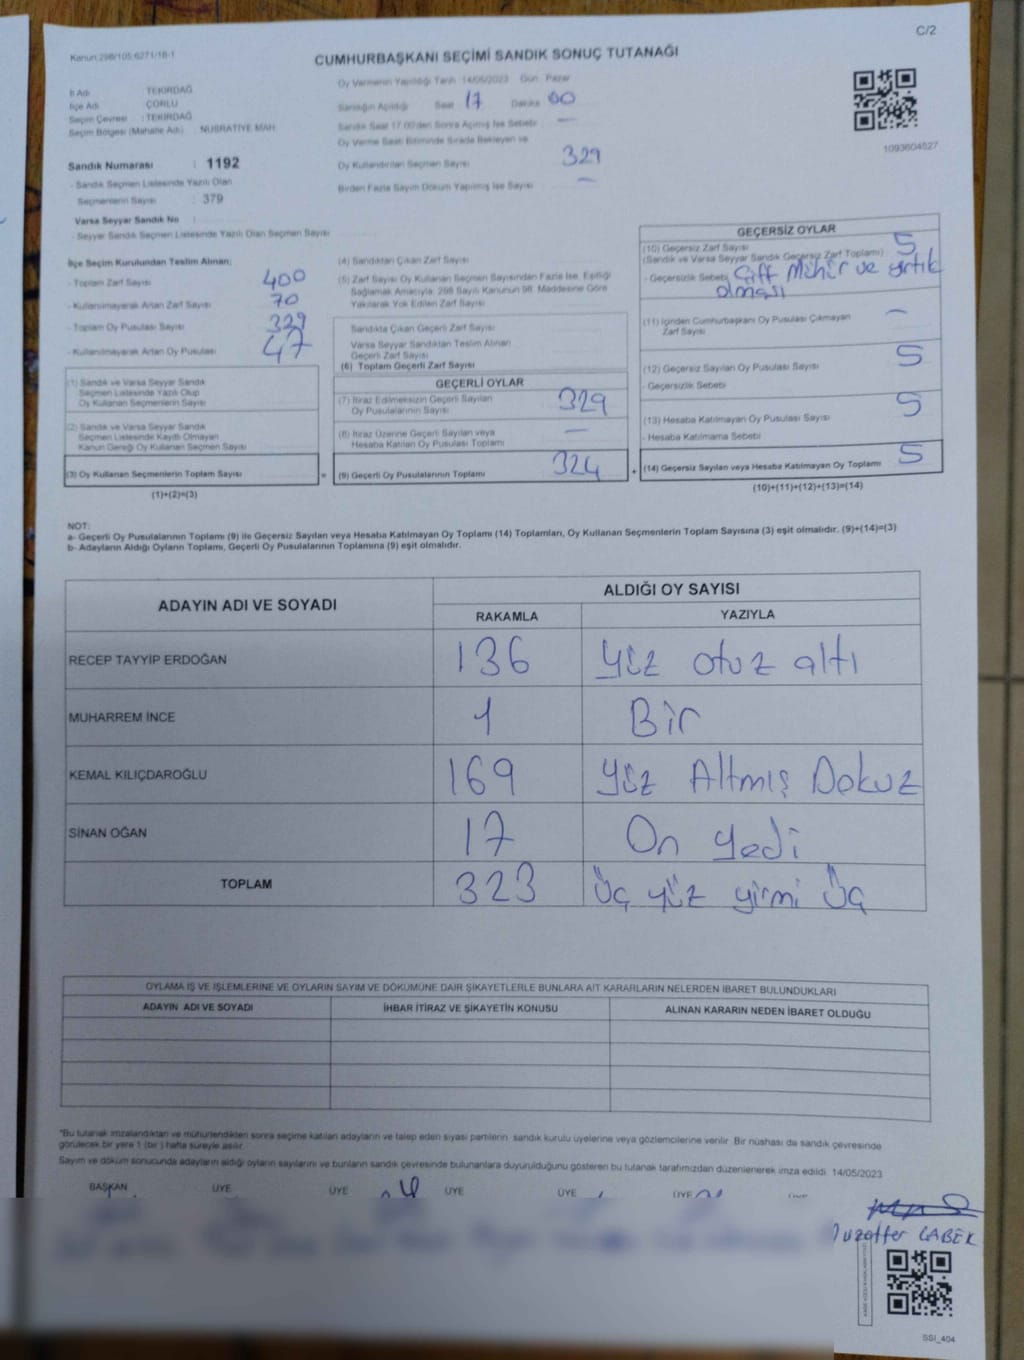 C/2
Kanun:298/105:6271/18-1
CUMHURBAŞKANI SEÇİMİ SANDIK SONUÇ TUTANAĞI
İl Adı TEKİRDAĞ
İlçe Adı ÇORLU
Seçim Çevresi : TEKİRDAĞ
Seçim Bölgesi (Mahalle Adı) NUSRATİYE MAH.
Oy Vermenin Yapıldığı Tarih 14/05/2023 Gün Pazar
Sandığın Açıldığı Saat 17 Dakika 00
Sandık Saat 17:00'den Sonra Açılmış İse Sebebi —
Oy Verme Saati Bitiminde Sırada Bekleyen ve
Oy Kullandırılan Seçmen Sayısı 329
Birden Fazla Sayım Döküm Yapılmış İse Sayısı —
1093604527
Sandık Numarası : 1192
- Sandık Seçmen Listesinde Yazılı Olan
Seçmenlerin Sayısı : 379
Varsa Seyyar Sandık No :
- Seyyar Sandık Seçmen Listesinde Yazılı Olan Seçmen Sayısı
İlçe Seçim Kurulundan Teslim Alınan;
- Toplam Zarf Sayısı 400
- Kullanılmayarak Artan Zarf Sayısı 70
- Toplam Oy Pusulası Sayısı 329
- Kullanılmayarak Artan Oy Pusulası 47
(1) Sandık ve Varsa Seyyar Sandık
Seçmen Listesinde Yazılı Olup
Oy Kullanan Seçmenlerin Sayısı
(2) Sandık ve Varsa Seyyar Sandık
Seçmen Listesinde Kayıtlı Olmayan
Kanun Gereği Oy Kullanan Seçmen Sayısı
(3) Oy Kullanan Seçmenlerin Toplam Sayısı =
(1)+(2)=(3)
(4) Sandıktan Çıkan Zarf Sayısı
(5) Zarf Sayısı Oy Kullanan Seçmen Sayısından Fazla İse, Eşitliği
Sağlamak Amacıyla; 298 Sayılı Kanunun 98. Maddesine Göre
Yakılarak Yok Edilen Zarf Sayısı
Sandıkta Çıkan Geçerli Zarf Sayısı
Varsa Seyyar Sandıktan Teslim Alınan
Geçerli Zarf Sayısı
(6) Toplam Geçerli Zarf Sayısı
GEÇERLİ OYLAR
(7) İtiraz Edilmeksizin Geçerli Sayılan
Oy Pusulalarının Sayısı 329
(8) İtiraz Üzerine Geçerli Sayılan veya
Hesaba Katılan Oy Pusulası Toplamı —
(9) Geçerli Oy Pusulalarının Toplamı 324 +
GEÇERSİZ OYLAR
(10) Geçersiz Zarf Sayısı 5
(Sandık ve Varsa Seyyar Sandık Geçersiz Zarf Toplamı)
- Geçersizlik Sebebi Çift Mühür ve yırtık
olması
(11) İçinden Cumhurbaşkanı Oy Pusulası Çıkmayan
Zarf Sayısı —
(12) Geçersiz Sayılan Oy Pusulası Sayısı 5
- Geçersizlik Sebebi
(13) Hesaba Katılmayan Oy Pusulası Sayısı 5
- Hesaba Katılmama Sebebi
(14) Geçersiz Sayılan veya Hesaba Katılmayan Oy Toplamı 5
(10)+(11)+(12)+(13)=(14)
NOT:
a- Geçerli Oy Pusulalarının Toplamı (9) ile Geçersiz Sayılan veya Hesaba Katılmayan Oy Toplamı (14) Toplamları, Oy Kullanan Seçmenlerin Toplam Sayısına (3) eşit olmalıdır. (9)+(14)=(3)
b- Adayların Aldığı Oyların Toplamı, Geçerli Oy Pusulalarının Toplamına (9) eşit olmalıdır.
ADAYIN ADI VE SOYADI ALDIĞI OY SAYISI
RAKAMLA YAZIYLA
RECEP TAYYİP ERDOĞAN 136 yüz otuz altı
MUHARREM İNCE 1 Bir
KEMAL KILIÇDAROĞLU 169 yüz Altmış Dokuz
SİNAN OĞAN 17 On yedi
TOPLAM 323 üç yüz yirmi üç
OYLAMA İŞ VE İŞLEMLERİNE VE OYLARIN SAYIM VE DÖKÜMÜNE DAİR ŞİKAYETLERLE BUNLARA AİT KARARLARIN NELERDEN İBARET BULUNDUKLARI
ADAYIN ADI VE SOYADI İHBAR İTİRAZ VE ŞİKAYETİN KONUSU ALINAN KARARIN NEDEN İBARET OLDUĞU
*Bu tutanak imzalandıktan ve mühürlendikten sonra seçime katılan adayların ve talep eden siyasi partilerin sandık kurulu üyelerine veya gözlemcilerine verilir. Bir nüshası da sandık çevresinde
görülecek bir yere 1 (bir) hafta süreyle asılır.
Sayım ve döküm sonucunda adayların aldığı oyların sayılarını ve bunların sandık çevresinde bulunanlara duyurulduğunu gösteren bu tutanak tarafımızdan düzenlenerek imza edildi. 14/05/2023
BAŞKAN ÜYE ÜYE ÜYE ÜYE ÜYE
SSI_404